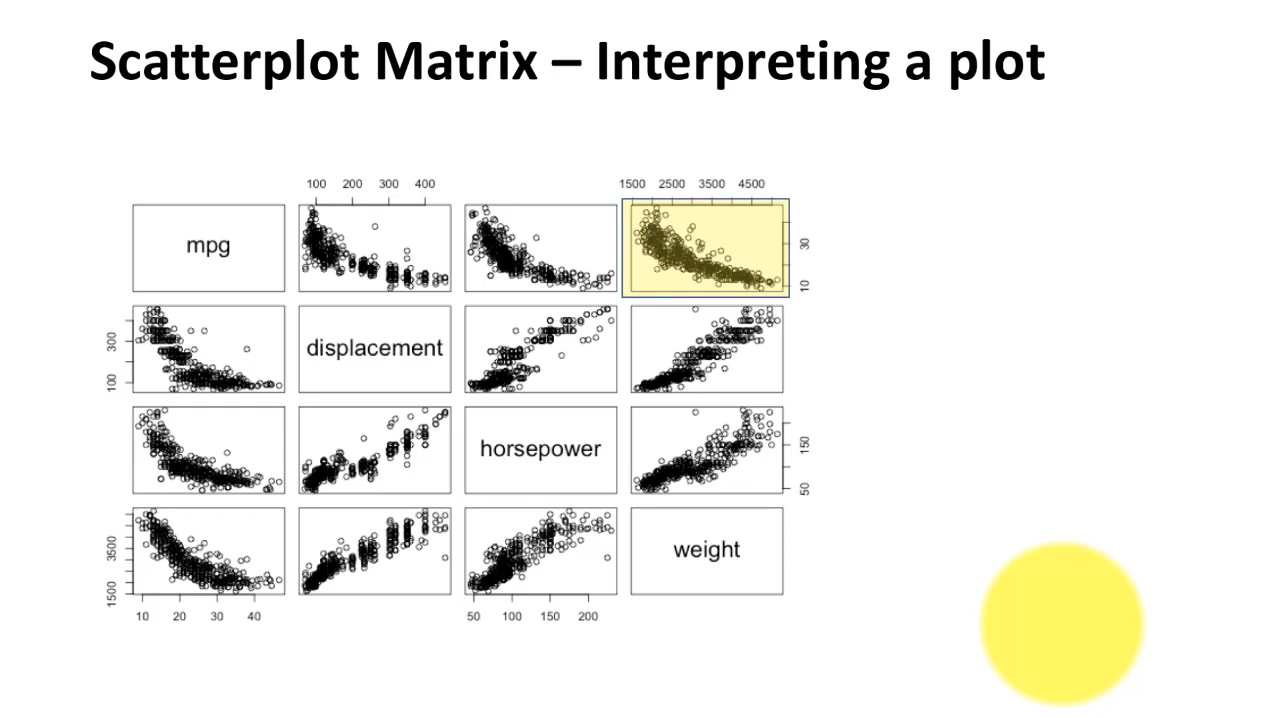 Scatterplot Matrix – Interpreting a plot
100 200 300 400
1500 2500 3500 4500
mpg
30
10
300
100
displacement
horsepower
150
50
3500
1500
weight
10 20 30 40
50 100 150 200